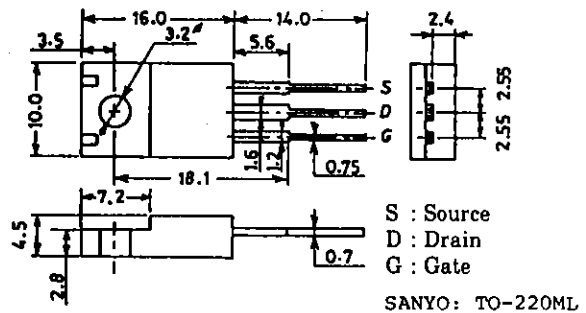 16.0 14.0
3.5 3.2ø 5.6 2.4
10.0 S D G 2.55 2.55
1.6 1.2 0.75
18.1
7.2
4.5 2.8 0.7
S : Source
D : Drain
G : Gate
SANYO: TO-220ML